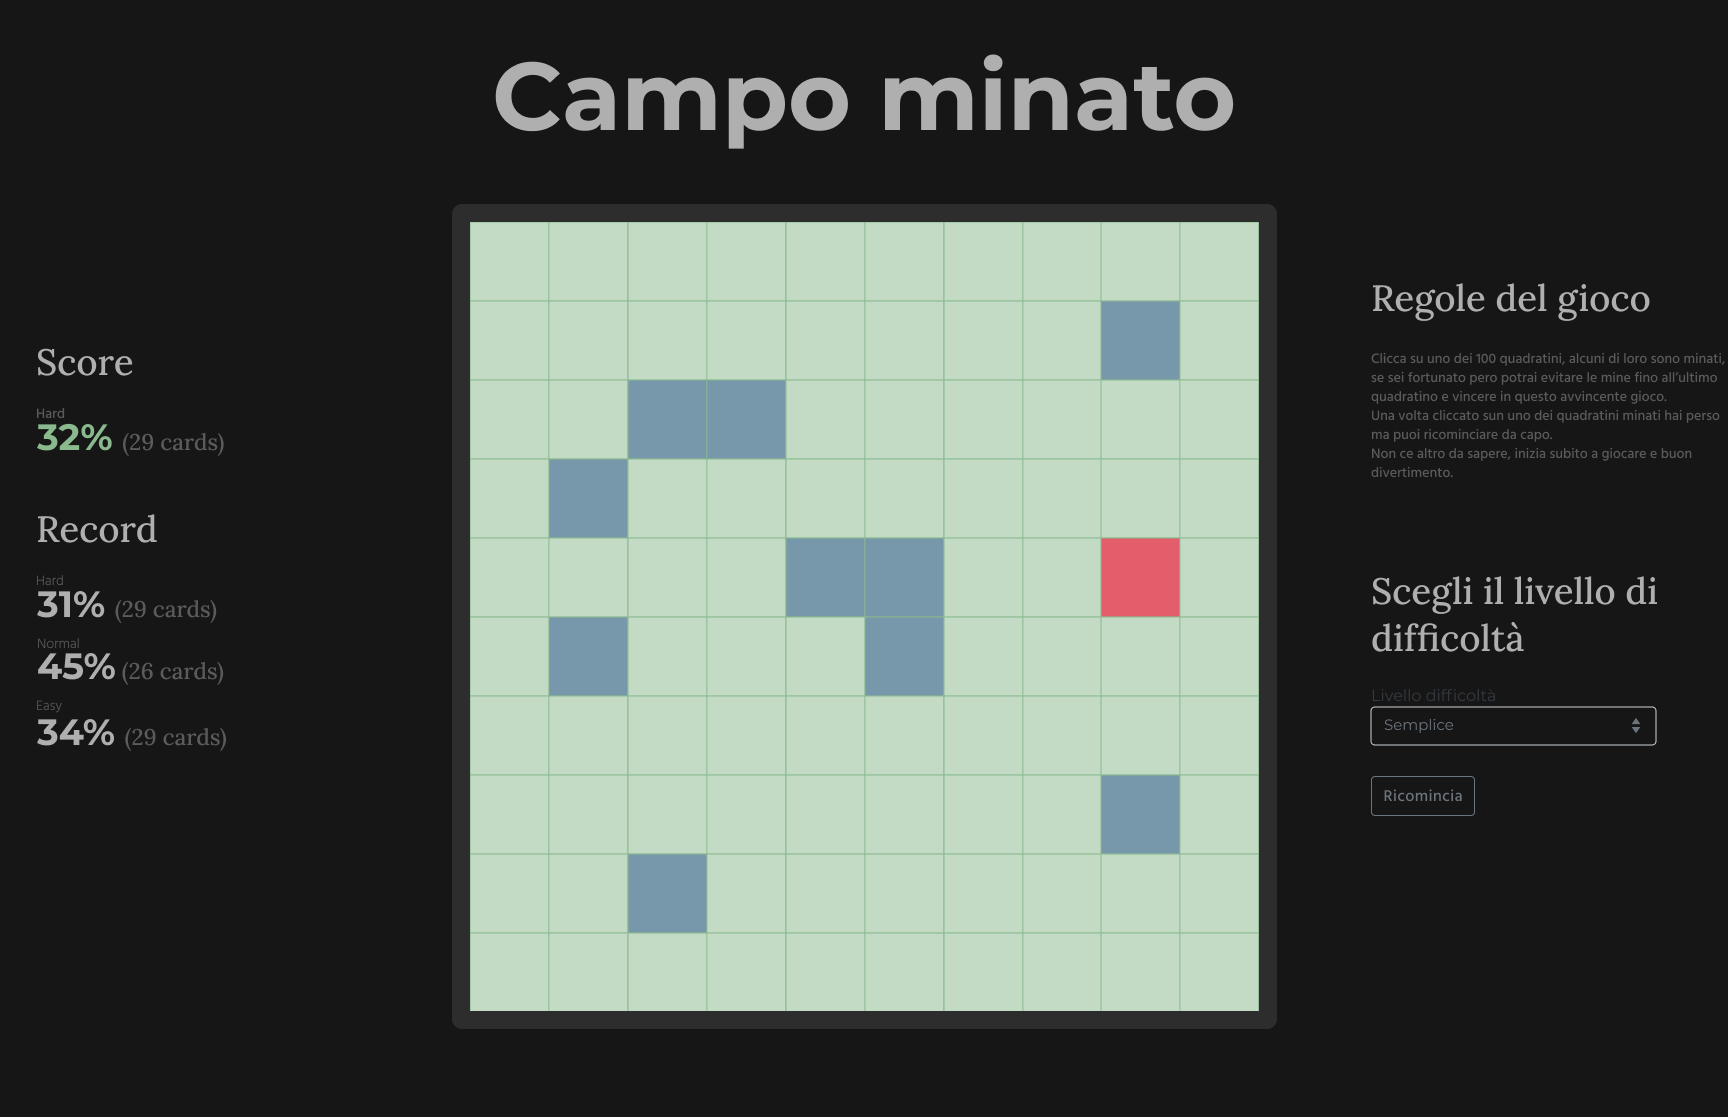 Campo minato
Score
Hard
32% (29 cards)
Record
Hard
31% (29 cards)
Normal
45% (26 cards)
Easy
34% (29 cards)
Regole del gioco
Clicca su uno dei 100 quadratini, alcuni di loro sono minati,
se sei fortunato pero potrai evitare le mine fino all'ultimo
quadratino e vincere in questo avvincente gioco.
Una volta cliccato sun uno dei quadratini minati hai perso
ma puoi ricominciare da capo.
Non ce altro da sapere, inizia subito a giocare e buon
divertimento.
Scegli il livello di
difficoltà
Livello difficoltà
Semplice
Ricomincia